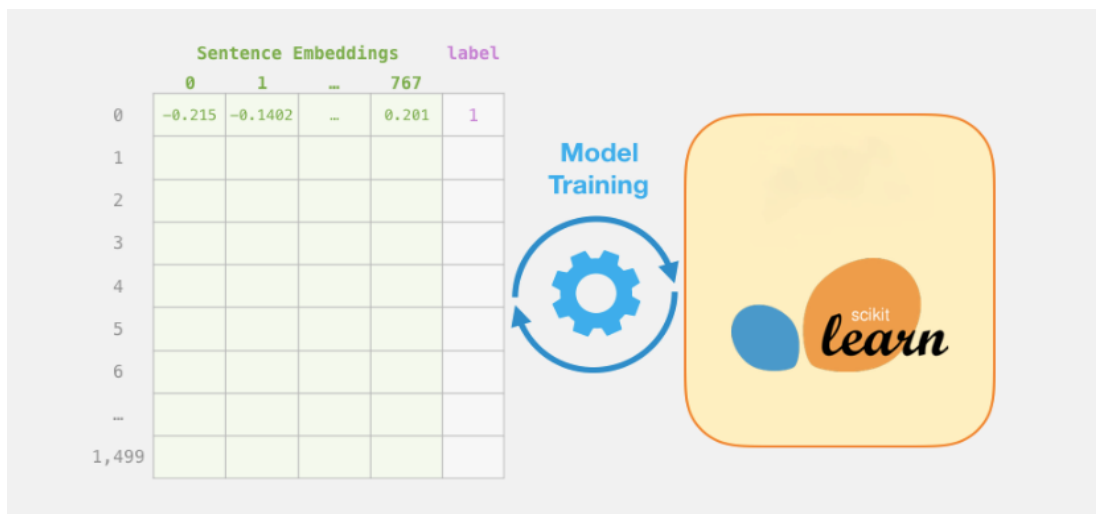 Sentence Embeddings label
0 1 … 767
0 -0.215 -0.1402 … 0.201 1
1
2
3
4
5
6
…
1,499
Model
Training
scikit
learn